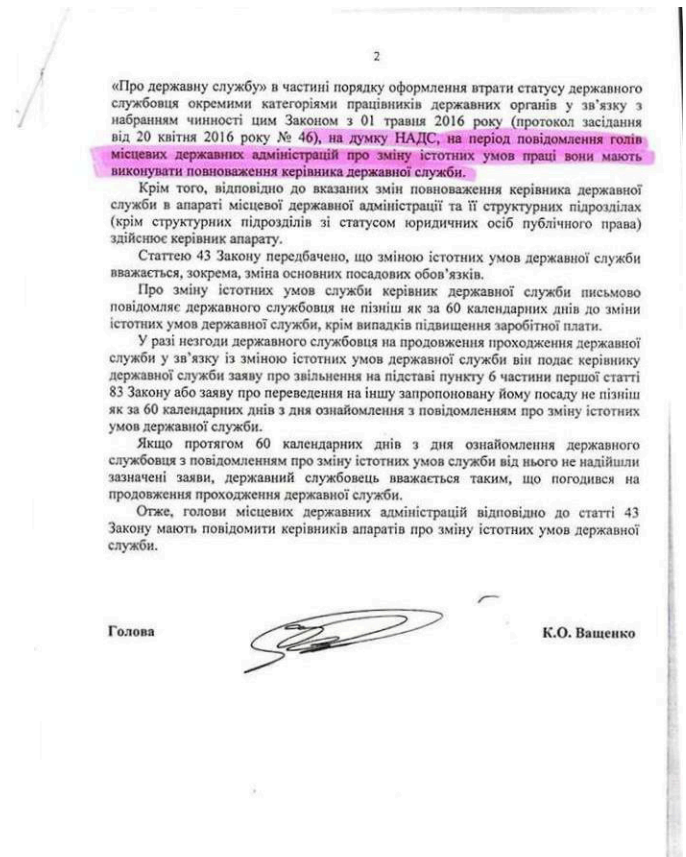 2
«Про державну службу» в частині порядку оформлення втрати статусу державного
службовця окремими категоріями працівників державних органів у зв'язку з
набранням чинності цим Законом з 01 травня 2016 року (протокол засідання
від 20 квітня 2016 року № 46), на думку НАДС, на період повідомлення голів
місцевих державних адміністрацій про зміну істотних умов праці вони мають
виконувати повноваження керівника державної служби.
Крім того, відповідно до вказаних змін повноваження керівника державної
служби в апараті місцевої державної адміністрації та її структурних підрозділах
(крім структурних підрозділів зі статусом юридичних осіб публічного права)
здійснює керівник апарату.
Статтею 43 Закону передбачено, що зміною істотних умов державної служби
вважається, зокрема, зміна основних посадових обов'язків.
Про зміну істотних умов служби керівник державної служби письмово
повідомляє державного службовця не пізніш як за 60 календарних днів до зміни
істотних умов державної служби, крім випадків підвищення заробітної плати.
У разі незгоди державного службовця на продовження проходження державної
служби у зв'язку із зміною істотних умов державної служби він подає керівнику
державної служби заяву про звільнення на підставі пункту 6 частини першої статті
83 Закону або заяву про переведення на іншу запропоновану йому посаду не пізніш
як за 60 календарних днів з дня ознайомлення з повідомленням про зміну істотних
умов державної служби.
Якщо протягом 60 календарних днів з дня ознайомлення державного
службовця з повідомленням про зміну істотних умов служби від нього не надійшли
зазначені заяви, державний службовець вважається таким, що погодився на
продовження проходження державної служби.
Отже, голови місцевих державних адміністрацій відповідно до статті 43
Закону мають повідомити керівників апаратів про зміну істотних умов державної
служби.
Голова К.О. Ващенко